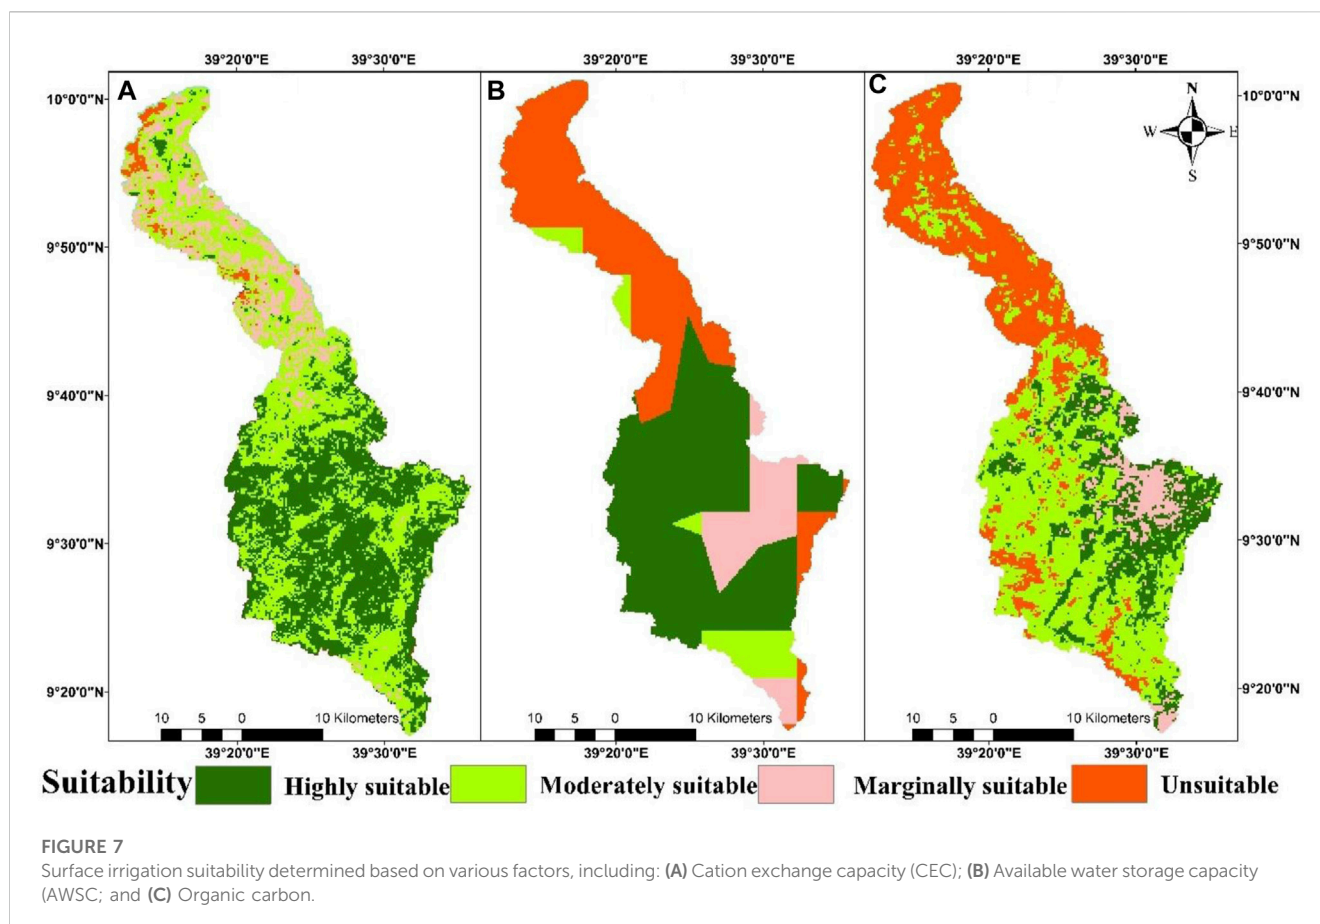 39°20'0"E 39°30'0"E 39°20'0"E 39°30'0"E 39°20'0"E 39°30'0"E
A B C
10°0'0"N 10°0'0"N
N
W E
S
9°50'0"N 9°50'0"N
9°40'0"N 9°40'0"N
9°30'0"N 9°30'0"N
9°20'0"N 9°20'0"N
10 5 0 10 Kilometers 10 5 0 10 Kilometers 10 5 0 10 Kilometers
39°20'0"E 39°30'0"E 39°20'0"E 39°30'0"E 39°20'0"E 39°30'0"E
Suitability Highly suitable Moderately suitable Marginally suitable Unsuitable
FIGURE 7
Surface irrigation suitability determined based on various factors, including: (A) Cation exchange capacity (CEC); (B) Available water storage capacity
(AWSC; and (C) Organic carbon.